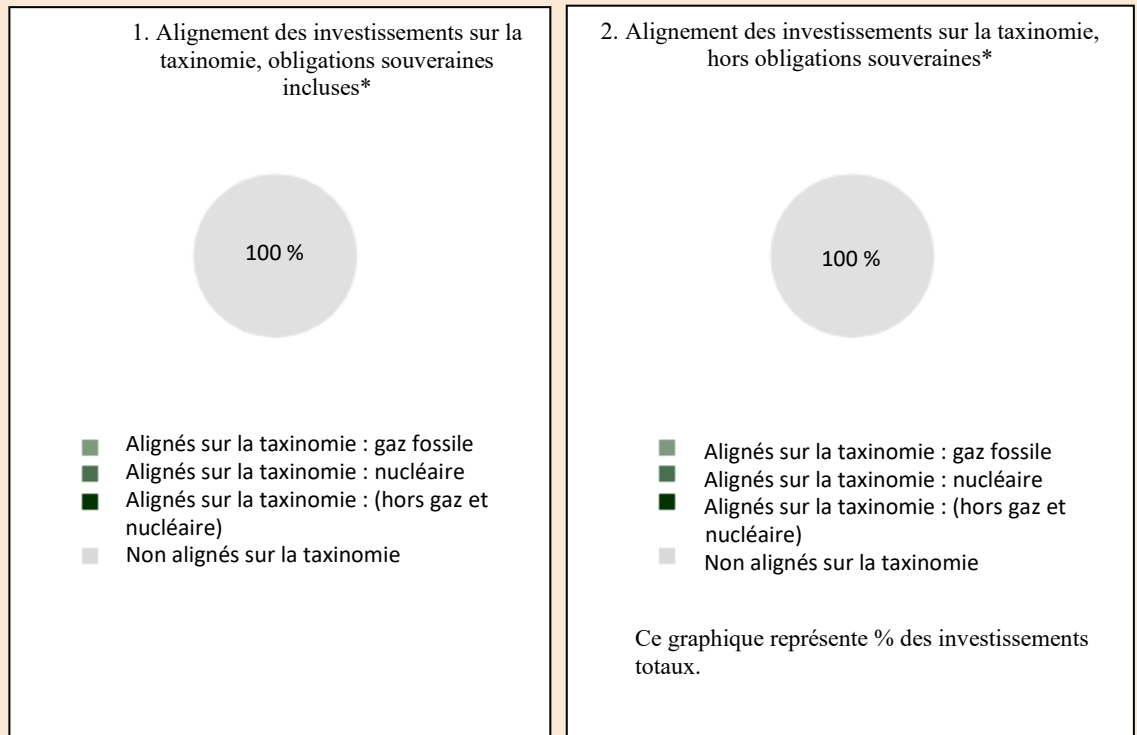 1. Alignement des investissements sur la
taxinomie, obligations souveraines
incluses*
100 %
Alignés sur la taxinomie : gaz fossile
Alignés sur la taxinomie : nucléaire
Alignés sur la taxinomie : (hors gaz et
nucléaire)
Non alignés sur la taxinomie
2. Alignement des investissements sur la taxinomie,
hors obligations souveraines*
100 %
Alignés sur la taxinomie : gaz fossile
Alignés sur la taxinomie : nucléaire
Alignés sur la taxinomie : (hors gaz et
nucléaire)
Non alignés sur la taxinomie
Ce graphique représente % des investissements
totaux.